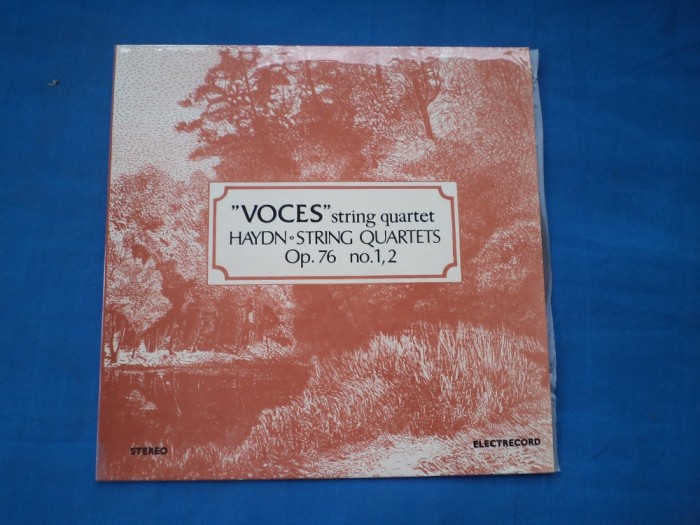 "VOCES" string quartet
HAYDN∘STRING QUARTETS
Op. 76 no.1,2
STEREO
ELECTRECORD